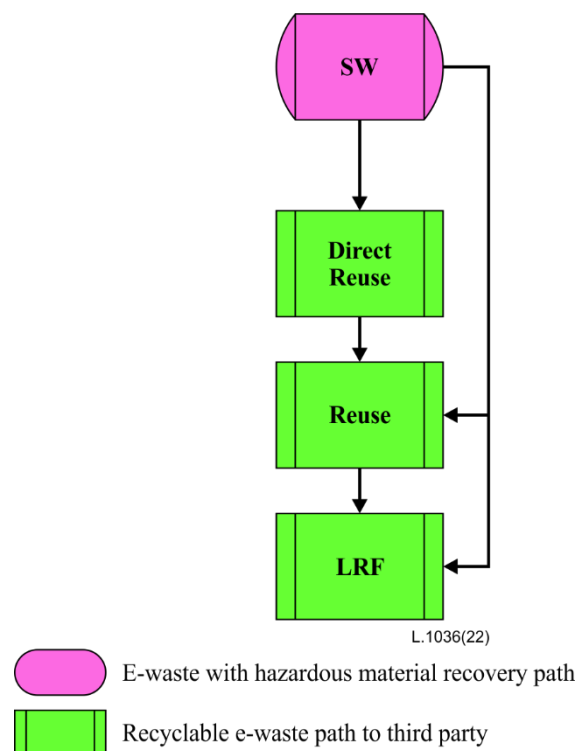 SW
Direct
Reuse
Reuse
LRF
L.1036(22)
E-waste with hazardous material recovery path
Recyclable e-waste path to third party